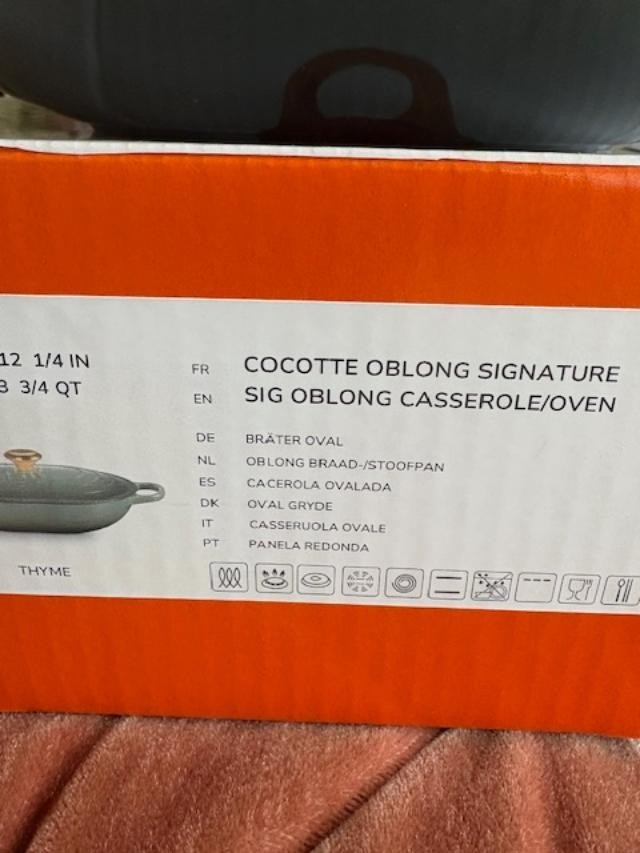 12 1/4 IN
3 3/4 QT
FR COCOTTE OBLONG SIGNATURE
EN SIG OBLONG CASSEROLE/OVEN
DE BRÄTER OVAL
NL OBLONG BRAAD-/STOOFPAN
ES CACEROLA OVALADA
DK OVAL GRYDE
IT CASSERUOLA OVALE
PT PANELA REDONDA
THYME